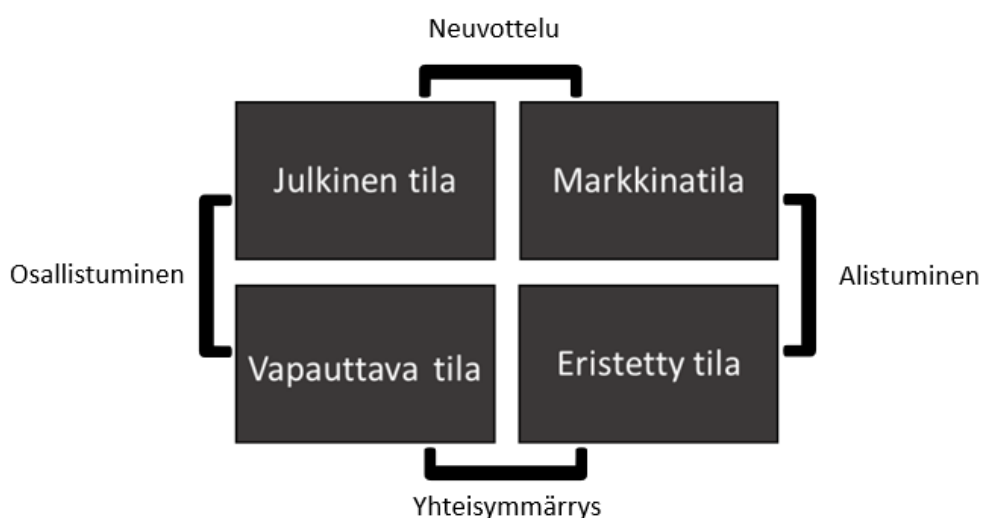 Neuvottelu
Julkinen tila
Markkinatila
Osallistuminen
Alistuminen
Vapauttava tila
Eristetty tila
Yhteisymmärrys